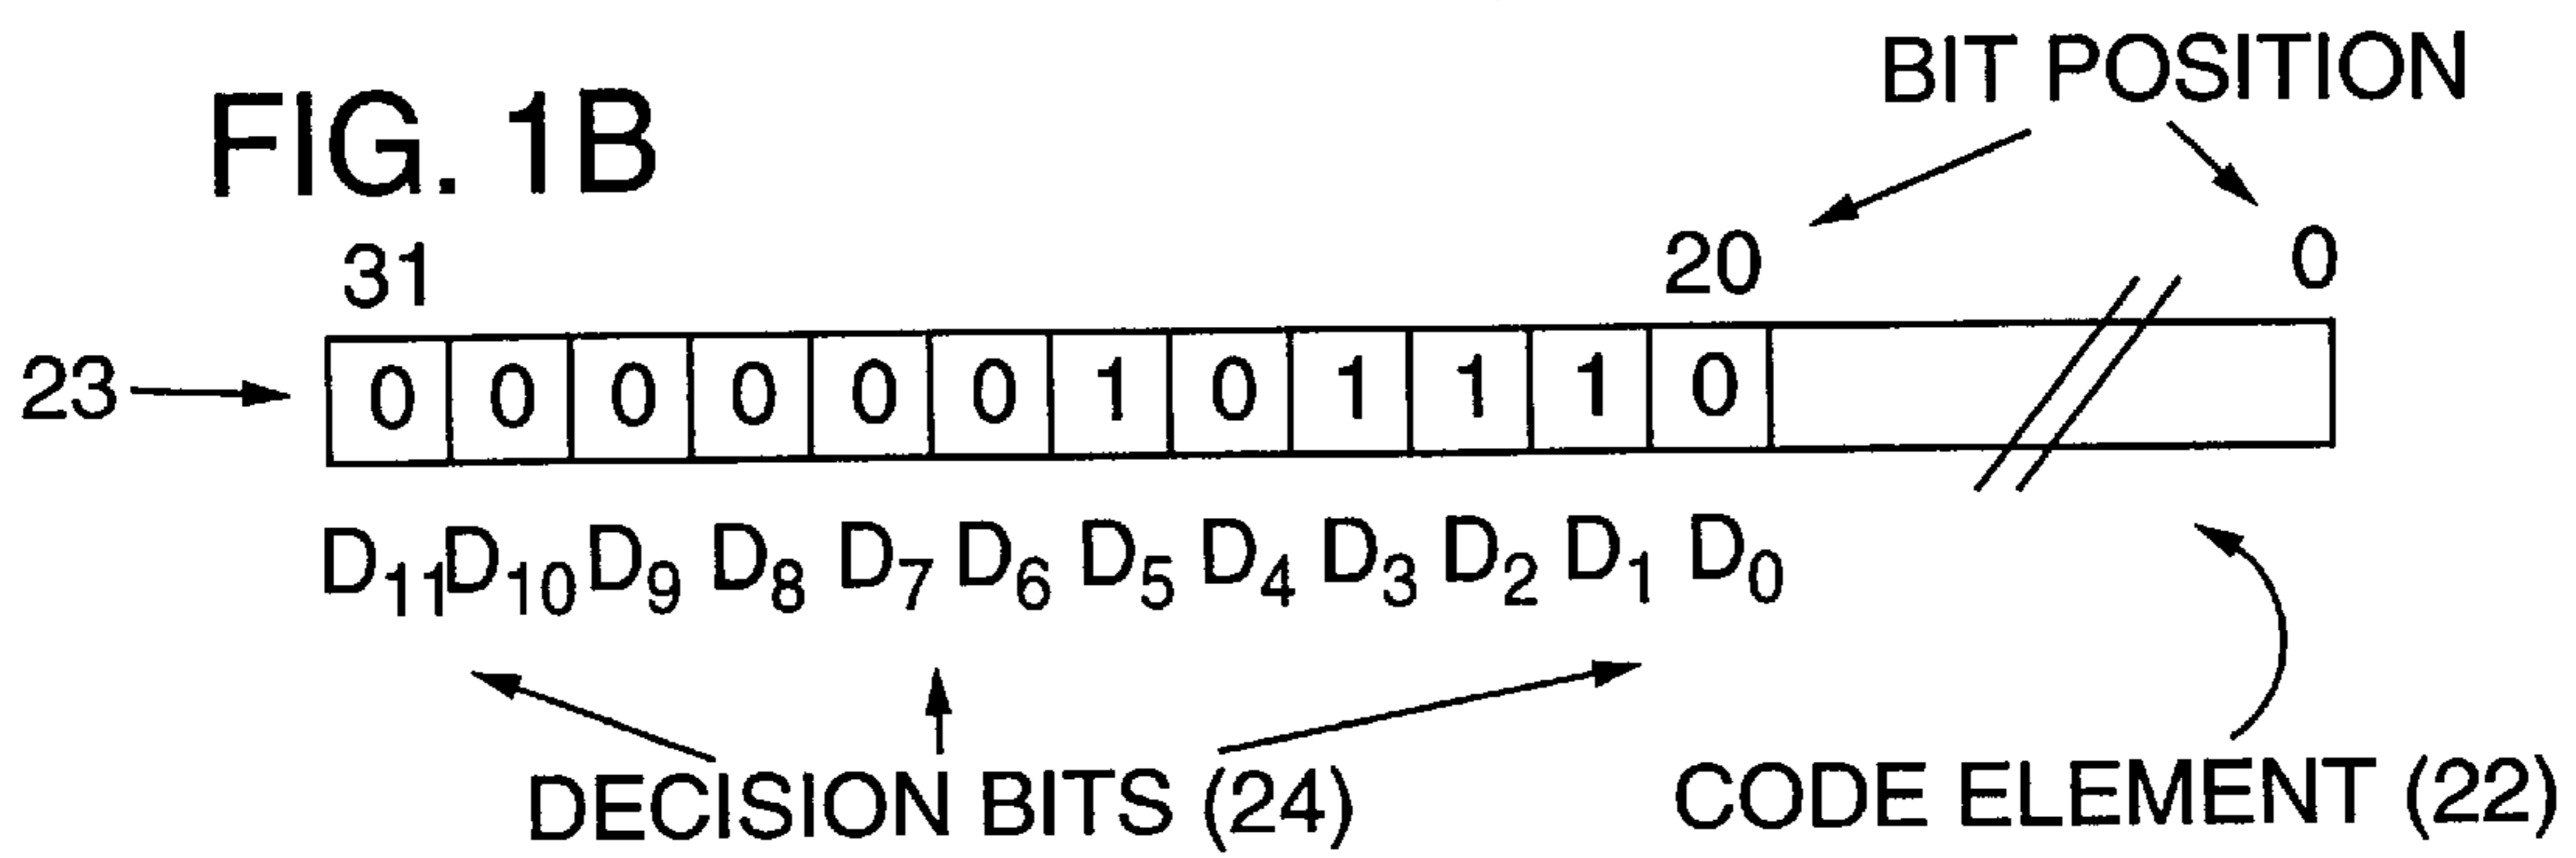 BIT POSITION
FIG. 1B
31 20 0
23 0 0 0 0 0 0 1 0 1 1 1 0
D11 D10 D9 D8 D7 D6 D5 D4 D3 D2 D1 D0
DECISION BITS (24) CODE ELEMENT (22)